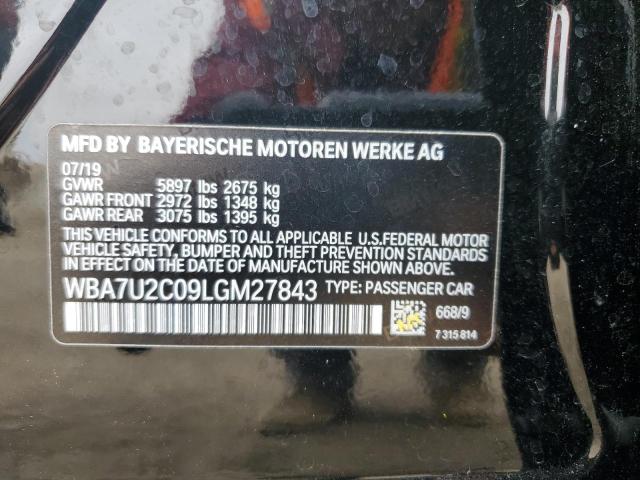 MFD BY BAYERISCHE MOTOREN WERKE AG
07/19
GVWR 5897 lbs 2675 kg
GAWR FRONT 2972 lbs 1348 kg
GAWR REAR 3075 lbs 1395 kg
THIS VEHICLE CONFORMS TO ALL APPLICABLE U.S.FEDERAL MOTOR
VEHICLE SAFETY, BUMPER AND THEFT PREVENTION STANDARDS
IN EFFECT ON THE DATE OF MANUFACTURE SHOWN ABOVE.
WBA7U2C09LGM27843 TYPE: PASSENGER CAR
668/9
7 315 814